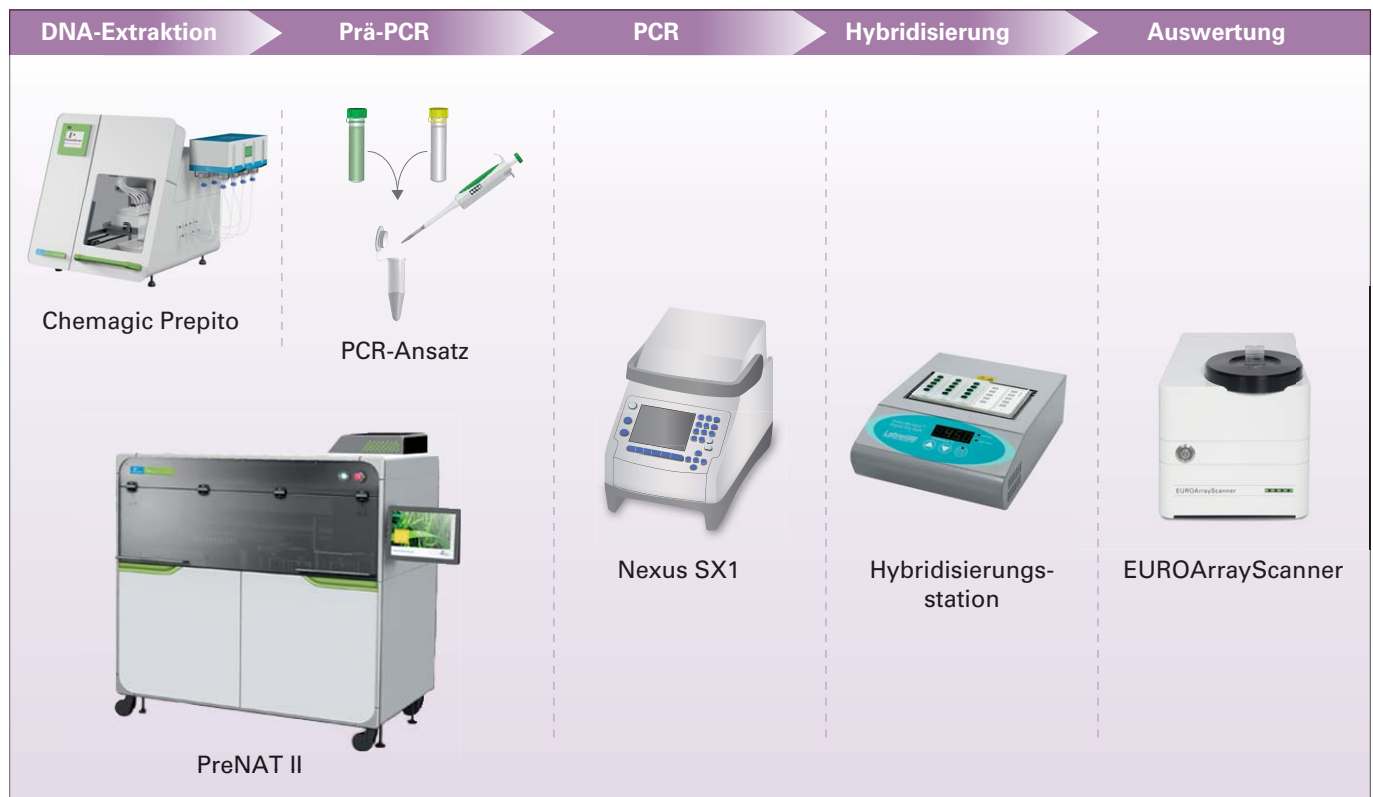 DNA-Extraktion
Prä-PCR
PCR
Hybridisierung
Auswertung
Chemagic Prepito
PCR-Ansatz
PreNAT II
Nexus SX1
Labnet
Hybridisierungs-
station
EUROArrayScanner
EUROArrayScanner